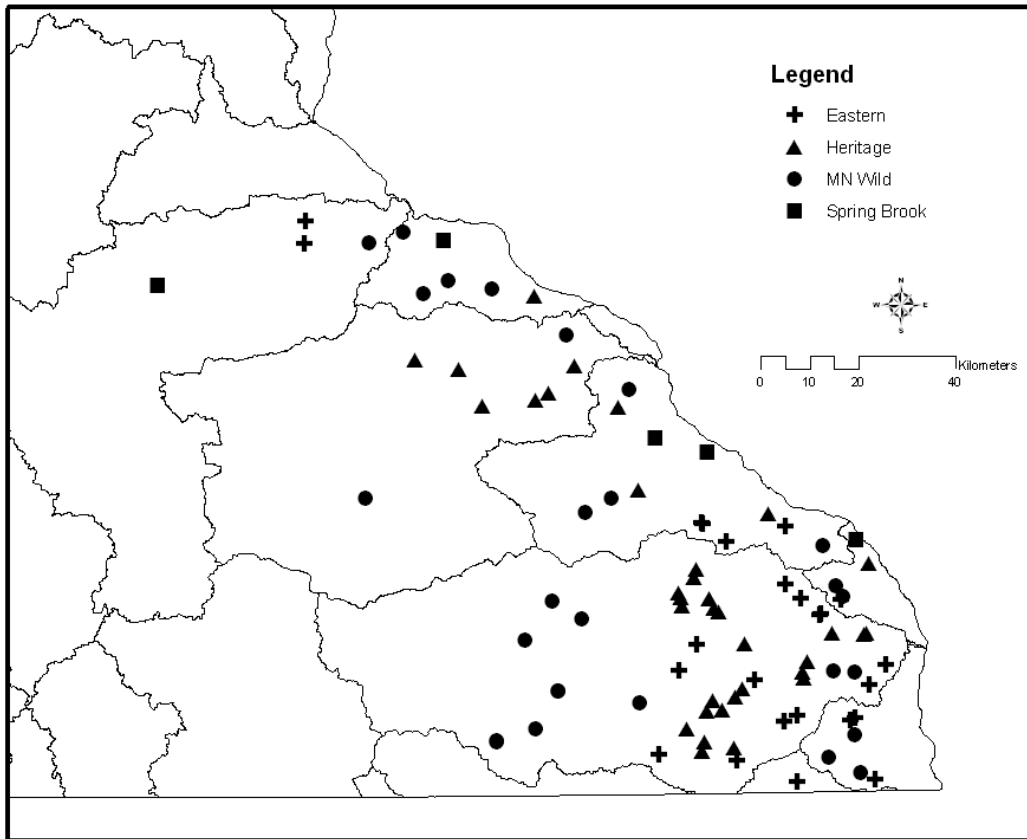 Legend
Eastern
Heritage
MN Wild
Spring Brook
N
W E
S
Kilometers
0 10 20 40